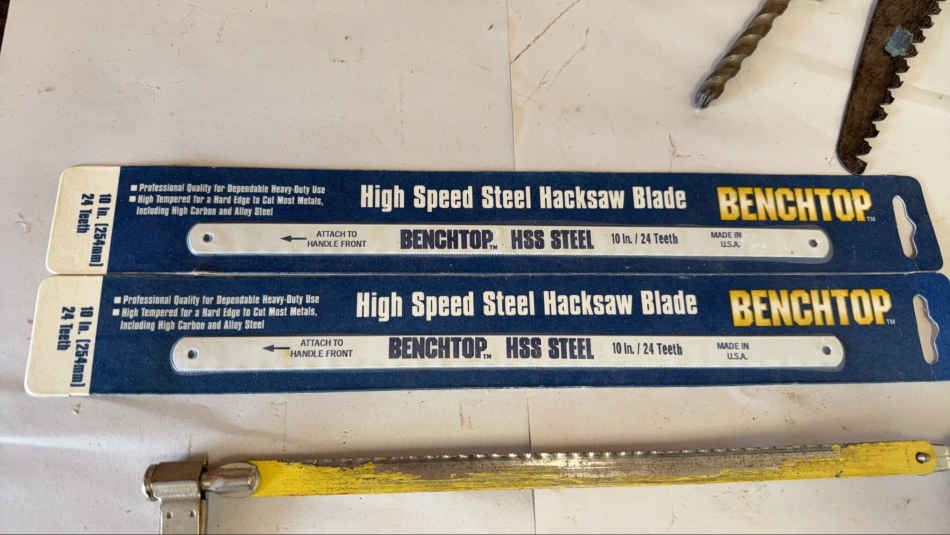 10 In. [254mm]
24 Teeth
■ Professional Quality for Dependable Heavy-Duty Use
■ High Tempered for a Hard Edge to Cut Most Metals,
Including High Carbon and Alloy Steel
High Speed Steel Hacksaw Blade
BENCHTOP™
ATTACH TO
HANDLE FRONT
BENCHTOP™ HSS STEEL 10 In. / 24 Teeth
MADE IN
U.S.A.
10 In. [254mm]
24 Teeth
■ Professional Quality for Dependable Heavy-Duty Use
■ High Tempered for a Hard Edge to Cut Most Metals,
Including High Carbon and Alloy Steel
High Speed Steel Hacksaw Blade
BENCHTOP™
ATTACH TO
HANDLE FRONT
BENCHTOP™ HSS STEEL 10 In. / 24 Teeth
MADE IN
U.S.A.